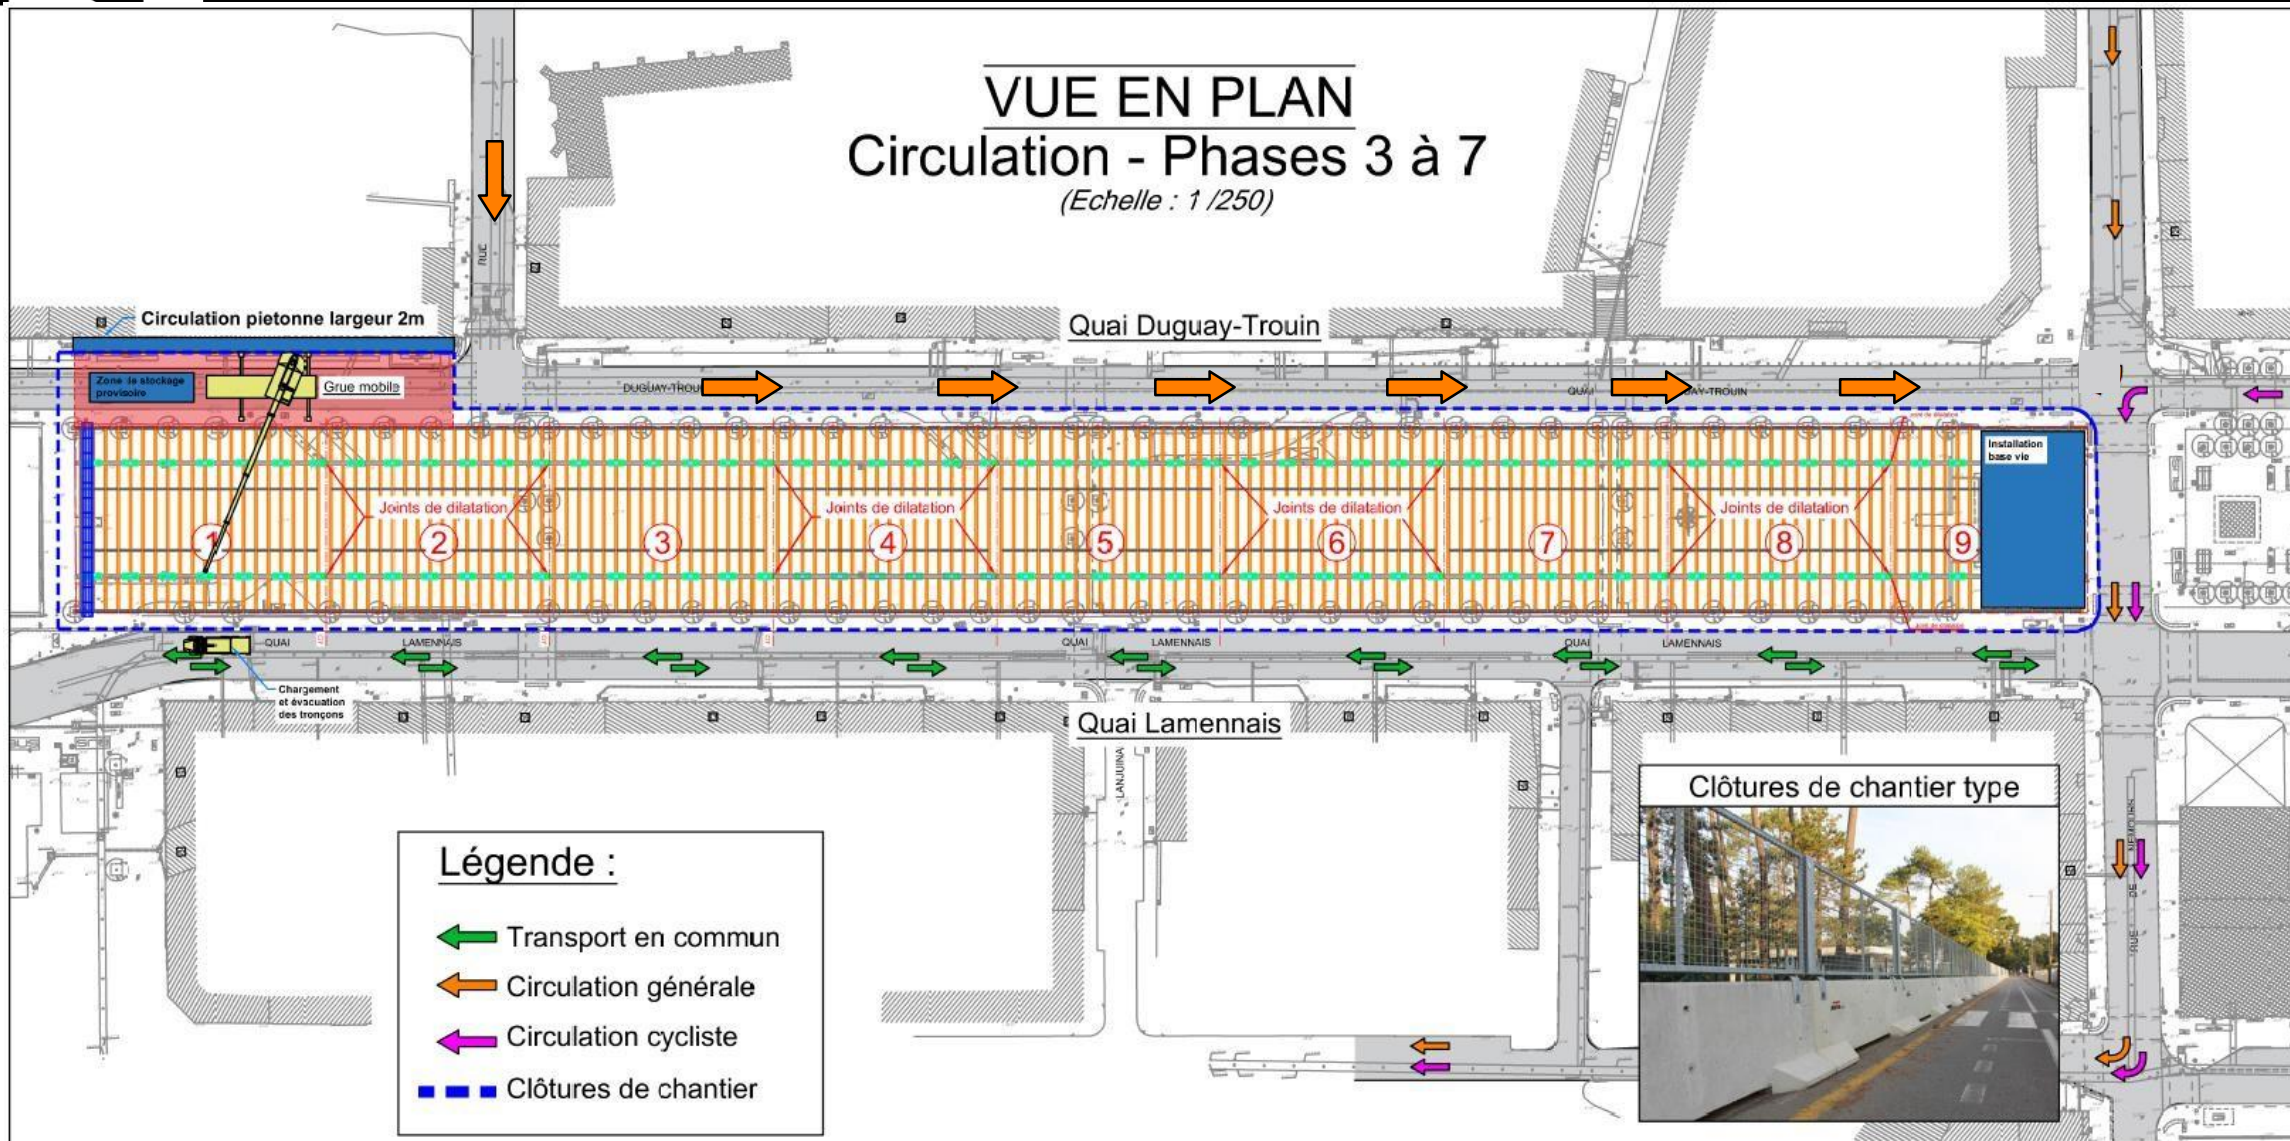 VUE EN PLAN
Circulation - Phases 3 à 7
(Echelle : 1 /250)
RUE
Circulation pietonne largeur 2m
Quai Duguay-Trouin
Zone de stockage
provisoire
Grue mobile
QUAI
Installation
base vie
Joints de dilatation
Joints de dilatation
Joints de dilatation
Joints de dilatation
1
2
3
4
5
6
7
8
9
QUAI
LAMENNAIS
QUAI
LAMENNAIS
QUAI
LAMENNAIS
Chargement
et évacuation
des tronçons
Quai Lamennais
Clôtures de chantier type
RUE DE NEMOURS
Légende :
Transport en commun
Circulation générale
Circulation cycliste
Clôtures de chantier